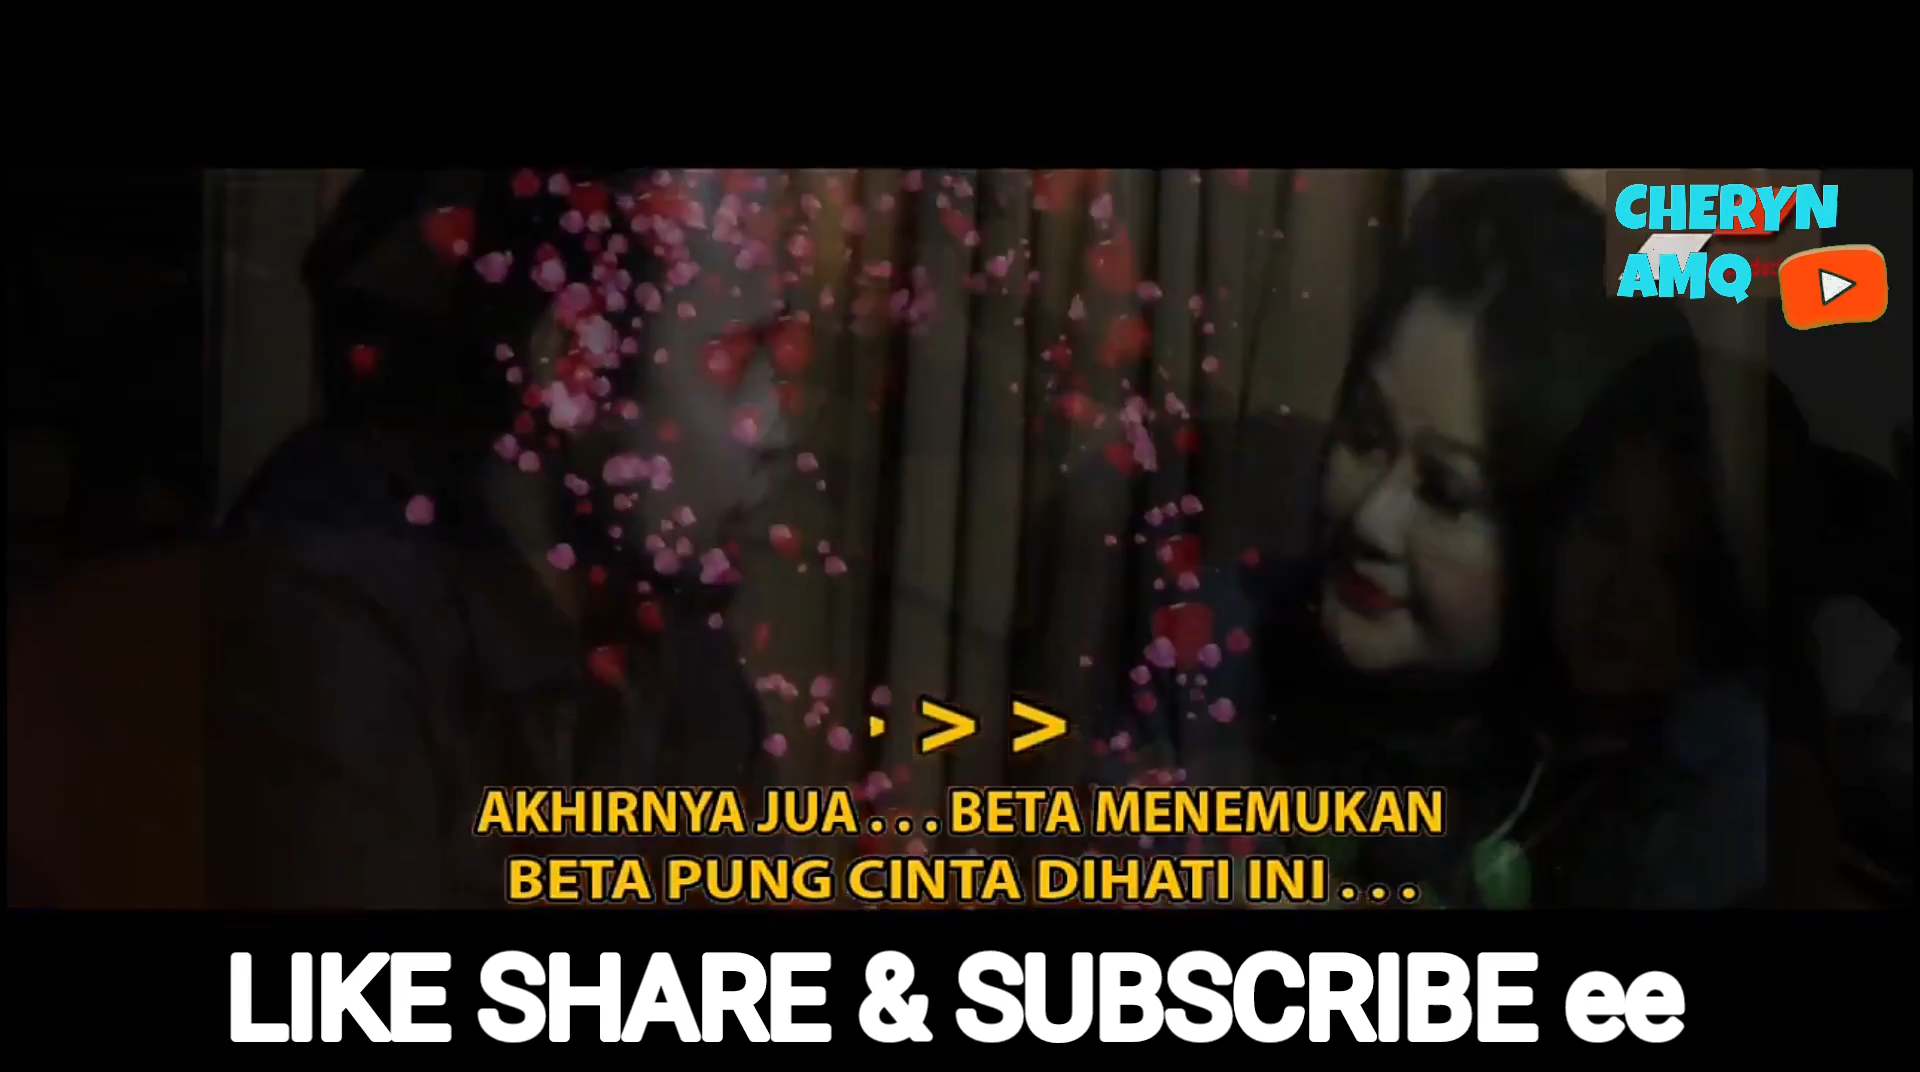 CHERYN
AMQ
> >
AKHIRNYA JUA . . . BETA MENEMUKAN
BETA PUNG CINTA DIHATI INI . . .
LIKE SHARE & SUBSCRIBE ee